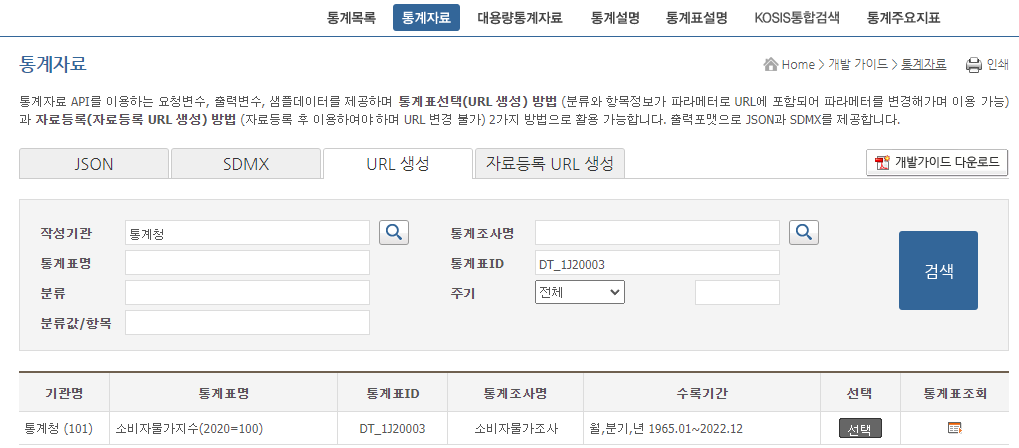 통계목록 통계자료 대용량통계자료 통계설명 통계표설명 KOSIS통합검색 통계주요지표
통계자료
Home > 개발 가이드 > 통계자료 인쇄
통계자료 API를 이용하는 요청변수, 출력변수, 샘플데이터를 제공하며 통계표선택(URL 생성) 방법 (분류와 항목정보가 파라메터로 URL에 포함되어 파라메터를 변경해가며 이용 가능)
과 자료등록(자료등록 URL 생성) 방법 (자료등록 후 이용하여야 하며 URL 변경 불가) 2가지 방법으로 활용 가능합니다. 출력포맷으로 JSON과 SDMX를 제공합니다.
JSON SDMX URL 생성 자료등록 URL 생성 개발가이드 다운로드
작성기관 통계청 통계조사명
통계표명 통계표ID DT_1J20003
분류 주기 전체
분류값/항목
검색
기관명 통계표명 통계표ID 통계조사명 수록기간 선택 통계표조회
통계청 (101) 소비자물가지수(2020=100) DT_1J20003 소비자물가조사 월,분기,년 1965.01~2022.12 선택